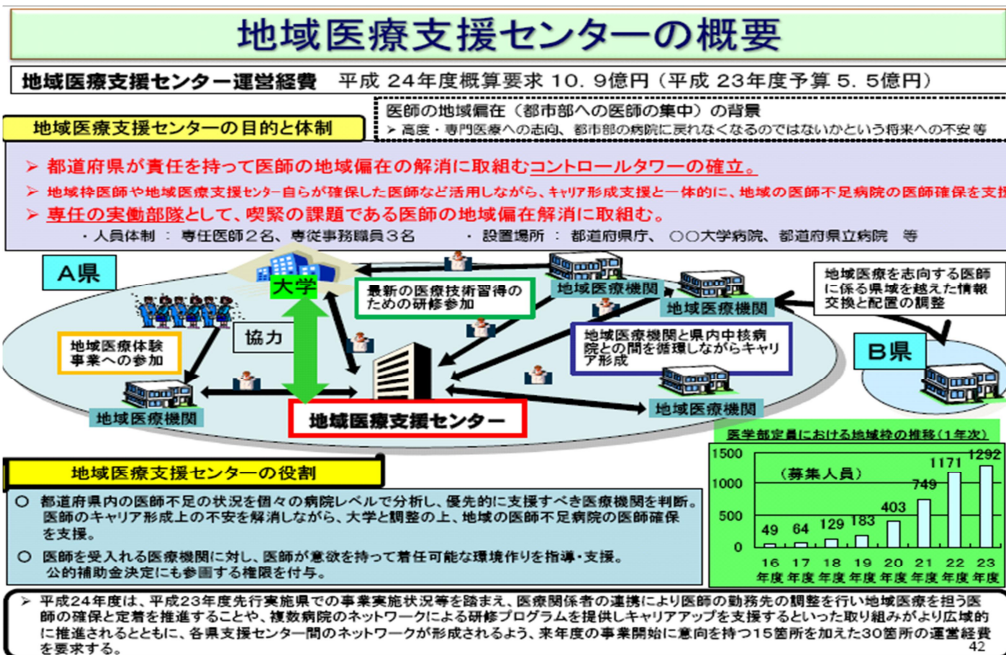 地域医療支援センターの概要
地域医療支援センター運営経費 平成 24年度概算要求 10. 9億円 (平成 23年度予算 5. 5億円)
医師の地域偏在（都市部への医師の集中）の背景
➢ 高度・専門医療への志向、都市部の病院に戻れなくなるのではないかという将来への不安 等
地域医療支援センターの目的と体制
➢ 都道府県が責任を持って医師の地域偏在の解消に取組むコントロールタワーの確立。
➢ 地域枠医師や地域医療支援センター自らが確保した医師など活用しながら、キャリア形成支援と一体的に、地域の医師不足病院の医師確保を支援
➢ 専任の実働部隊として、喫緊の課題である医師の地域偏在解消に取組む。
・人員体制 : 専任医師２名、専従事務職員３名 ・設置場所 : 都道府県庁、○○大学病院、都道府県立病院 等
A県
大学
最新の医療技術習得の
ための研修参加
地域医療機関
地域医療機関
地域医療を志向する医師
に係る県域を越えた情報
交換と配置の調整
協力
地域医療体験
事業への参加
地域医療機関と県内中核病
院との間を循環しながらキャリ
ア形成
B県
地域医療機関
地域医療支援センター
地域医療機関
医学部定員における地域枠の推移(1年次)
(募集人員)
1500
1000
500
0
49 64 129 183 403 749 1171 1292
16 17 18 19 20 21 22 23
年度 年度 年度 年度 年度 年度 年度 年度
地域医療支援センターの役割
○ 都道府県内の医師不足の状況を個々の病院レベルで分析し、優先的に支援すべき医療機関を判断。
医師のキャリア形成上の不安を解消しながら、大学と調整の上、地域の医師不足病院の医師確保
を支援。
○ 医師を受入れる医療機関に対し、医師が意欲を持って着任可能な環境作りを指導・支援。
公的補助金決定にも参画する権限を付与。
➢ 平成24年度は、平成23年度先行実施県での事業実施状況等を踏まえ、医療関係者の連携により医師の勤務先の調整を行い地域医療を担う医
師の確保と定着を推進することや、複数病院のネットワークによる研修プログラムを提供しキャリアアップを支援するといった取り組みがより広域的
に推進されるとともに、各県支援センター間のネットワークが形成されるよう、来年度の事業開始に意向を持つ15箇所を加えた30箇所の運営経費
を要求する。
42